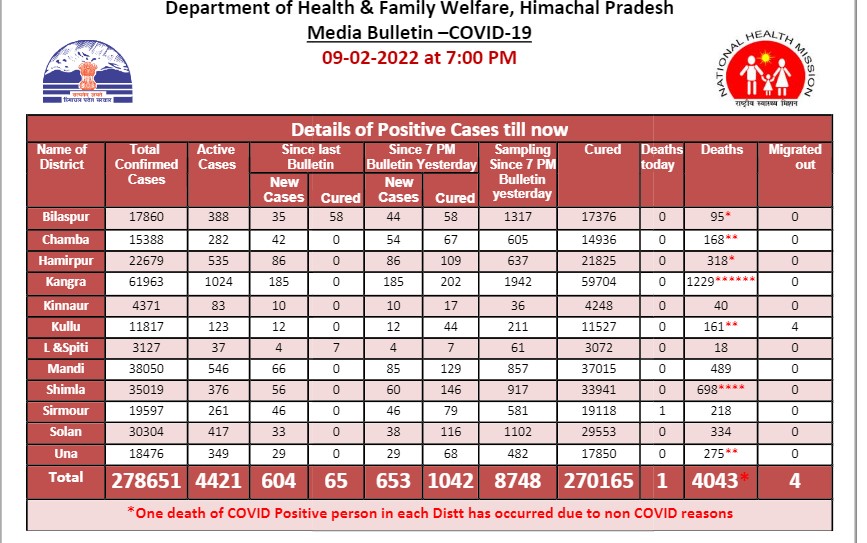 Department of Health & Family Welfare, Himachal Pradesh
Media Bulletin –COVID-19
09-02-2022 at 7:00 PM
सत्यमेव जयते
हिमाचल प्रदेश सरकार
NATIONAL HEALTH MISSION
राष्ट्रीय स्वास्थ्य मिशन
Details of Positive Cases till now
Name of District Total Confirmed Cases Active Cases Since last Bulletin Since 7 PM Bulletin Yesterday Sampling Since 7 PM Bulletin yesterday Cured Deaths today Deaths Migrated out
New Cases Cured New Cases Cured
Bilaspur 17860 388 35 58 44 58 1317 17376 0 95* 0
Chamba 15388 282 42 0 54 67 605 14936 0 168** 0
Hamirpur 22679 535 86 0 86 109 637 21825 0 318* 0
Kangra 61963 1024 185 0 185 202 1942 59704 0 1229****** 0
Kinnaur 4371 83 10 0 10 17 36 4248 0 40 0
Kullu 11817 123 12 0 12 44 211 11527 0 161** 4
L &Spiti 3127 37 4 7 4 7 61 3072 0 18 0
Mandi 38050 546 66 0 85 129 857 37015 0 489 0
Shimla 35019 376 56 0 60 146 917 33941 0 698**** 0
Sirmour 19597 261 46 0 46 79 581 19118 1 218 0
Solan 30304 417 33 0 38 116 1102 29553 0 334 0
Una 18476 349 29 0 29 68 482 17850 0 275** 0
Total 278651 4421 604 65 653 1042 8748 270165 1 4043* 4
*One death of COVID Positive person in each Distt has occurred due to non COVID reasons